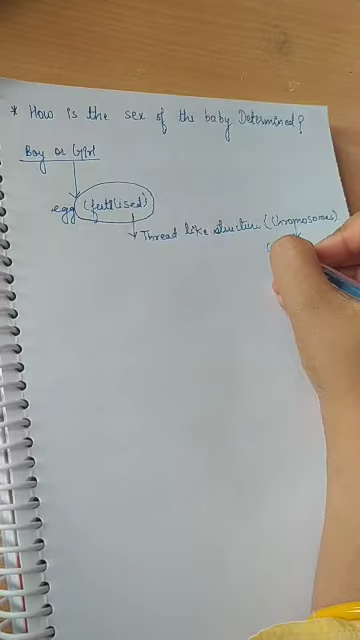 * How is the sex of the baby Determined?
Boy or Girl
egg (fertilised)
Thread like structure (Chromosomes)